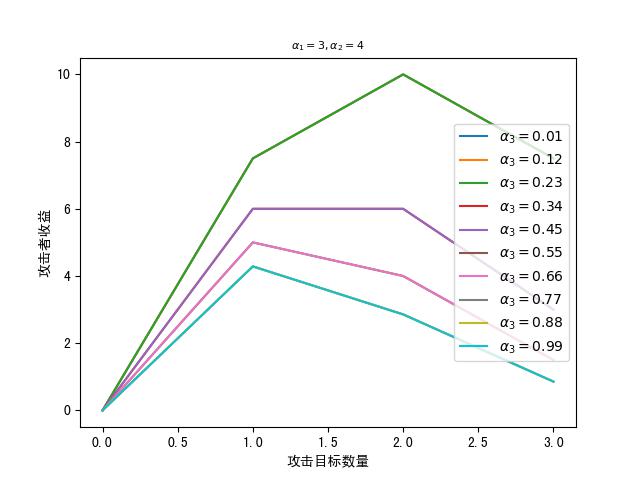 α₁ = 3, α₂ = 4
10
8
6
4
2
0
攻击者收益
0.0 0.5 1.0 1.5 2.0 2.5 3.0
攻击目标数量
α₃ = 0.01
α₃ = 0.12
α₃ = 0.23
α₃ = 0.34
α₃ = 0.45
α₃ = 0.55
α₃ = 0.66
α₃ = 0.77
α₃ = 0.88
α₃ = 0.99